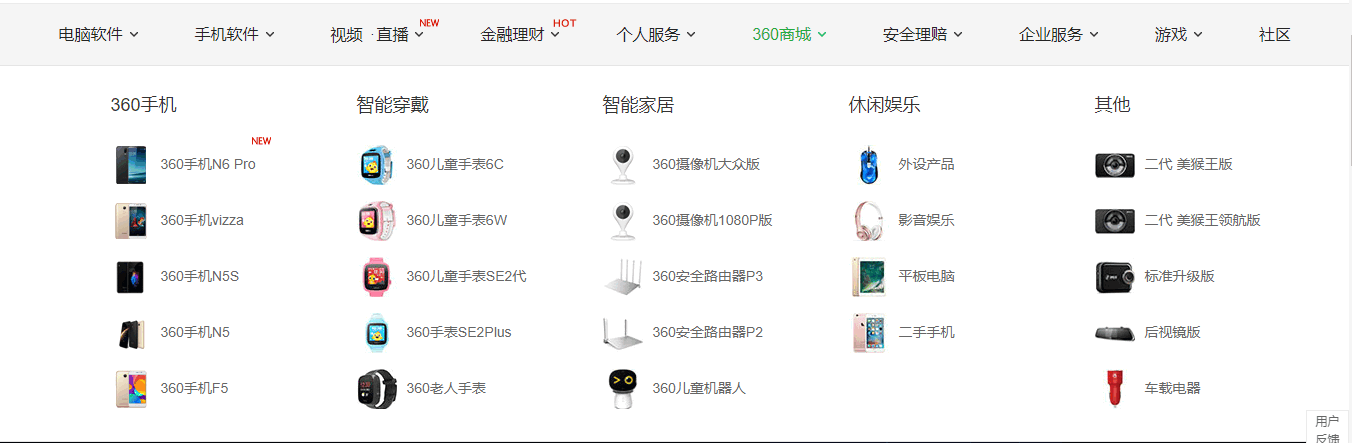 电脑软件 手机软件 视频 · 直播 NEW 金融理财 HOT 个人服务 360商城 安全理赔 企业服务 游戏 社区
360手机 智能穿戴 智能家居 休闲娱乐 其他
360手机N6 Pro NEW 360儿童手表6C 360摄像机大众版 外设产品 二代 美猴王版
360手机vizza 360儿童手表6W 360摄像机1080P版 影音娱乐 二代 美猴王领航版
360手机N5S 360儿童手表SE2代 360安全路由器P3 平板电脑 标准升级版
360手机N5 360手表SE2Plus 360安全路由器P2 二手手机 后视镜版
360手机F5 360老人手表 360儿童机器人 车载电器
用户
反馈